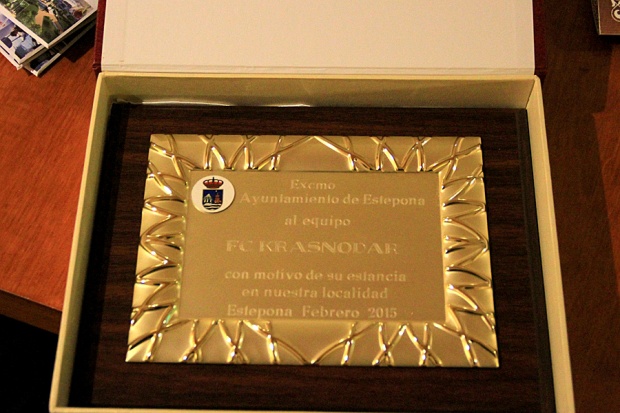 Excmo
Ayuntamiento de Estepona
al equipo
FC KRASNODAR
con motivo de su estancia
en nuestra localidad
Estepona Febrero 2015